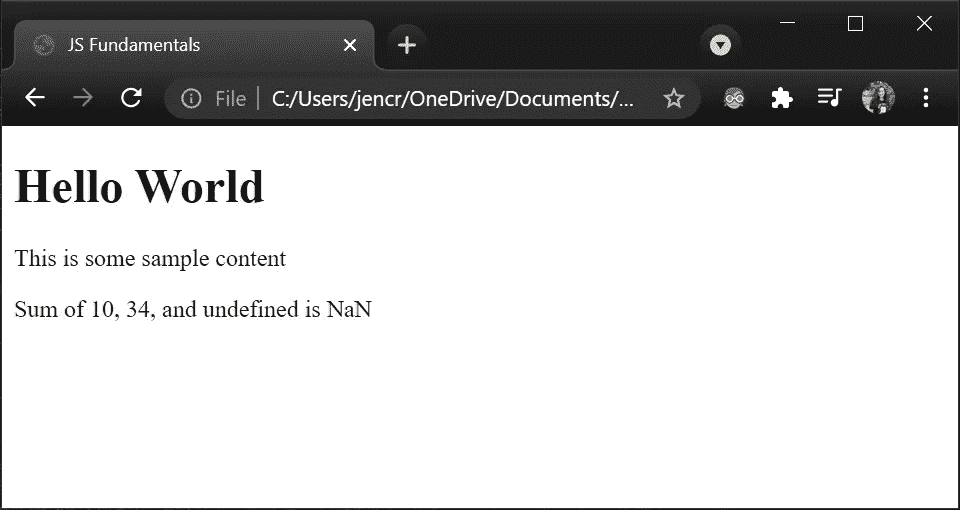 JS Fundamentals
File | C:/Users/jencr/OneDrive/Documents/...
Hello World
This is some sample content
Sum of 10, 34, and undefined is NaN